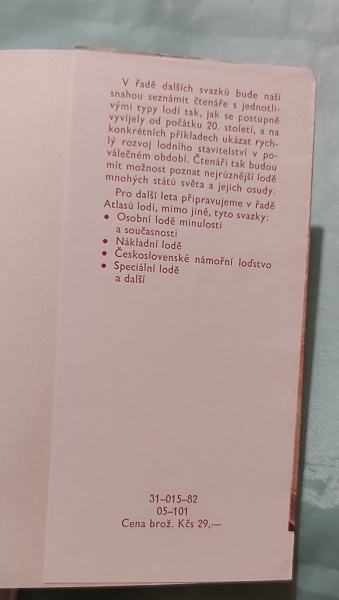 V řadě dalších svazků bude naší
snahou seznámit čtenáře s jednotli-
vými typy lodí tak, jak se postupně
vyvíjely od počátku 20. století, a na
konkrétních příkladech ukázat rych-
lý rozvoj lodního stavitelství v po-
válečném období. Čtenáři tak budou
mít možnost poznat nejrůznější lodě
mnohých států světa a jejich osudy.
Pro další leta připravujeme v řadě
Atlasů lodí, mimo jiné, tyto svazky:
• Osobní lodě minulosti
a současnosti
• Nákladní lodě
• Československé námořní loďstvo
• Speciální lodě
a další
31-015-82
05-101
Cena brož. Kčs 29,—